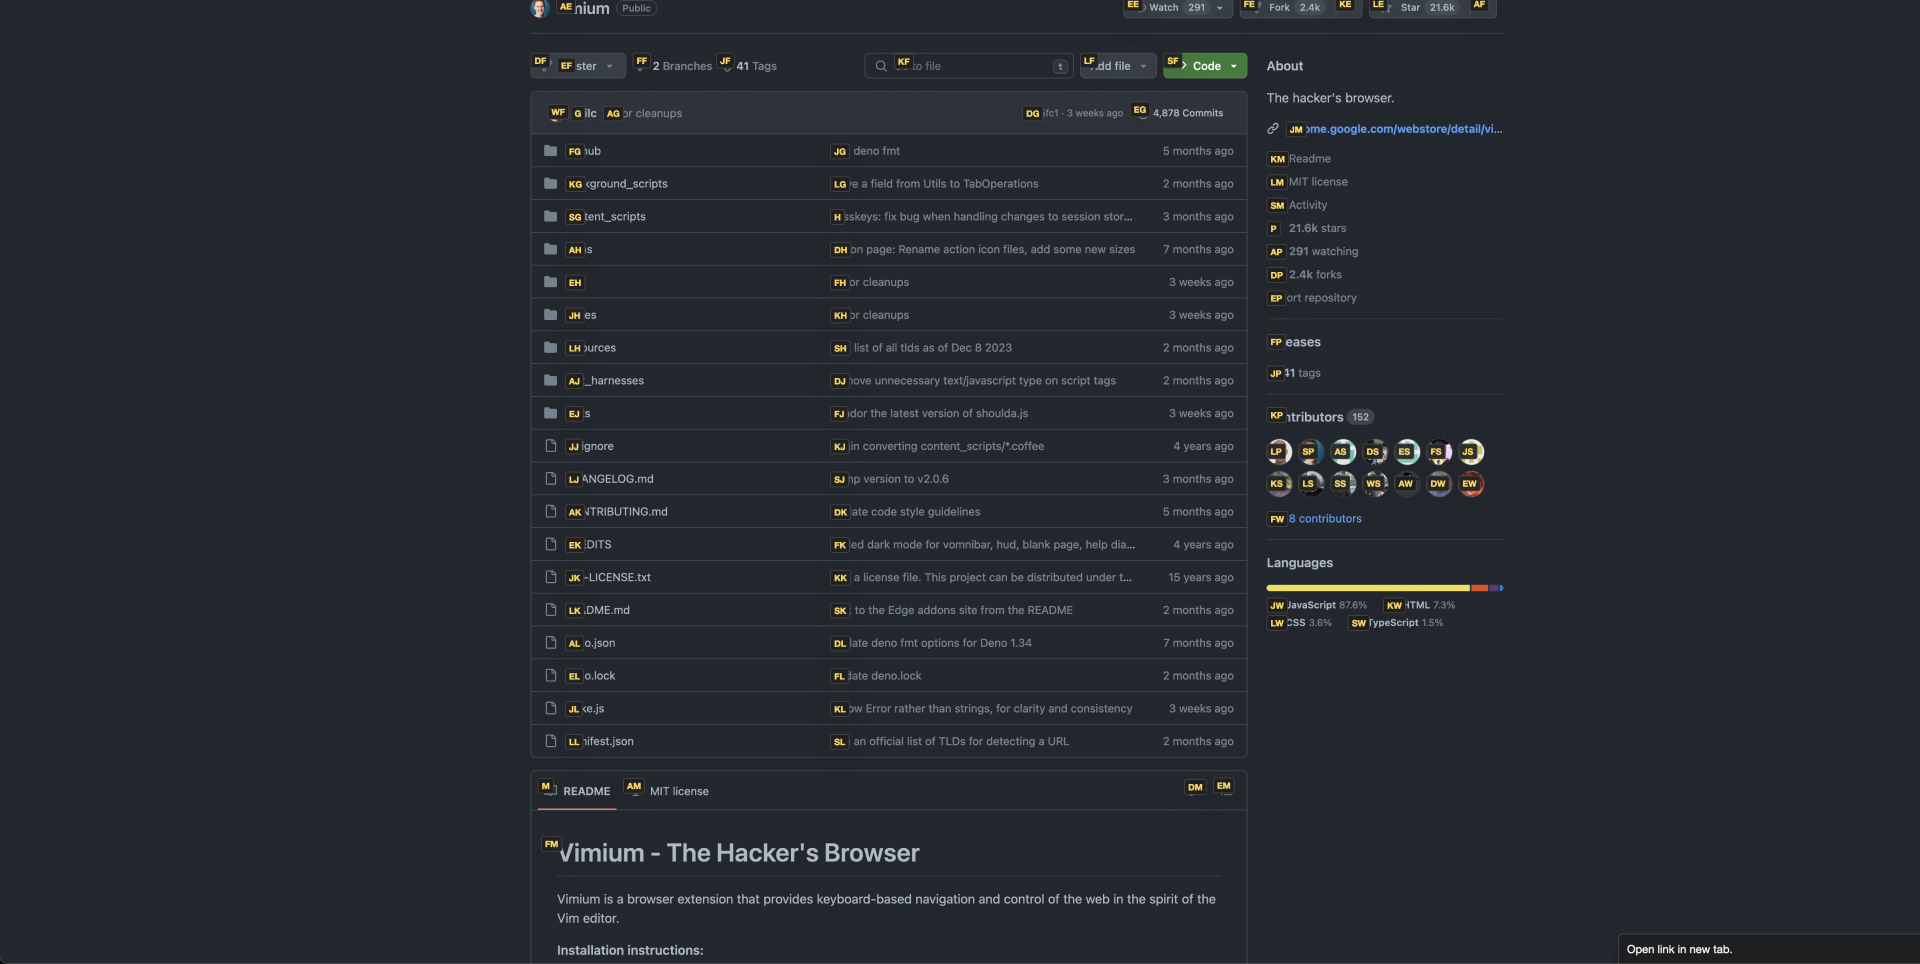 AE nium Public EE Watch 291 FE Fork 2.4k KE LE Star 21.6k AF
DF EF ster FF 2 Branches JF 41 Tags KF to file t LF dd file SF Code
WF G ilc AG or cleanups DG 5fc1 · 3 weeks ago EG 4,878 Commits
FG ub JG deno fmt 5 months ago
KG kground_scripts LG ve a field from Utils to TabOperations 2 months ago
SG tent_scripts H sskeys: fix bug when handling changes to session stor... 3 months ago
AH s DH on page: Rename action icon files, add some new sizes 7 months ago
EH FH or cleanups 3 weeks ago
JH es KH or cleanups 3 weeks ago
LH ources SH list of all tlds as of Dec 8 2023 2 months ago
AJ _harnesses DJ nove unnecessary text/javascript type on script tags 2 months ago
EJ s FJ dor the latest version of shoulda.js 3 weeks ago
JJ ignore KJ in converting content_scripts/*.coffee 4 years ago
LJ ANGELOG.md SJ np version to v2.0.6 3 months ago
AK NTRIBUTING.md DK ate code style guidelines 5 months ago
EK EDITS FK ed dark mode for vomnibar, hud, blank page, help dia... 4 years ago
JK -LICENSE.txt KK a license file. This project can be distributed under t... 15 years ago
LK DME.md SK to the Edge addons site from the README 2 months ago
AL o.json DL late deno fmt options for Deno 1.34 7 months ago
EL o.lock FL date deno.lock 2 months ago
JL ke.js KL ow Error rather than strings, for clarity and consistency 3 weeks ago
LL nifest.json SL an official list of TLDs for detecting a URL 2 months ago
M README AM MIT license DM EM
FM Vimium - The Hacker's Browser
Vimium is a browser extension that provides keyboard-based navigation and control of the web in the spirit of the
Vim editor.
Installation instructions:
About
The hacker's browser.
JM ome.google.com/webstore/detail/vi...
KM Readme
LM MIT license
SM Activity
P 21.6k stars
AP 291 watching
DP 2.4k forks
EP ort repository
FP eases
JP 41 tags
KP ntributors 152
LP SP AS DS ES FS JS
KS LS SS WS AW DW EW
FW 8 contributors
Languages
JW JavaScript 87.6% KW HTML 7.3%
LW CSS 3.6% SW TypeScript 1.5%
Open link in new tab.